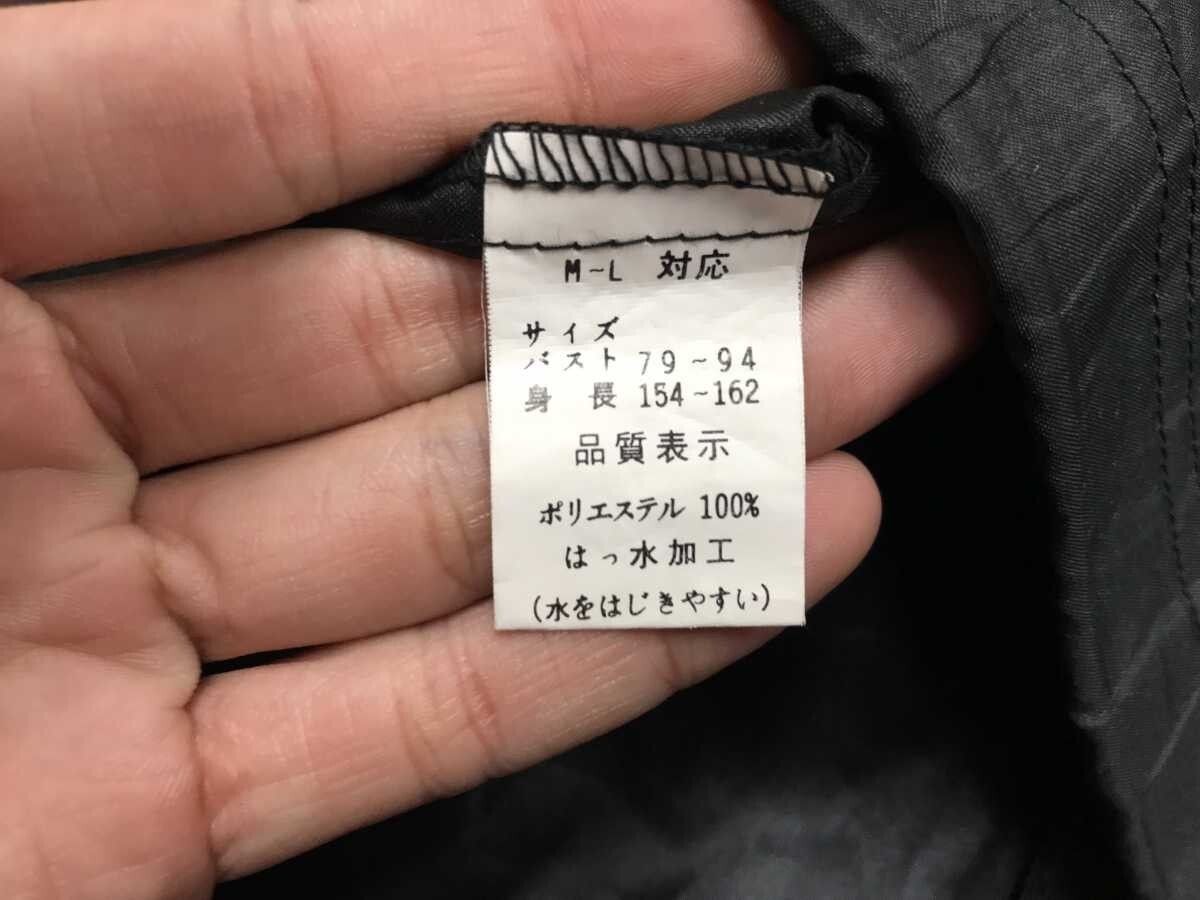 M~L 対応
サイズ
バスト 79~94
身長 154~162
品質表示
ポリエステル 100%
はっ水加工
(水をはじきやすい)